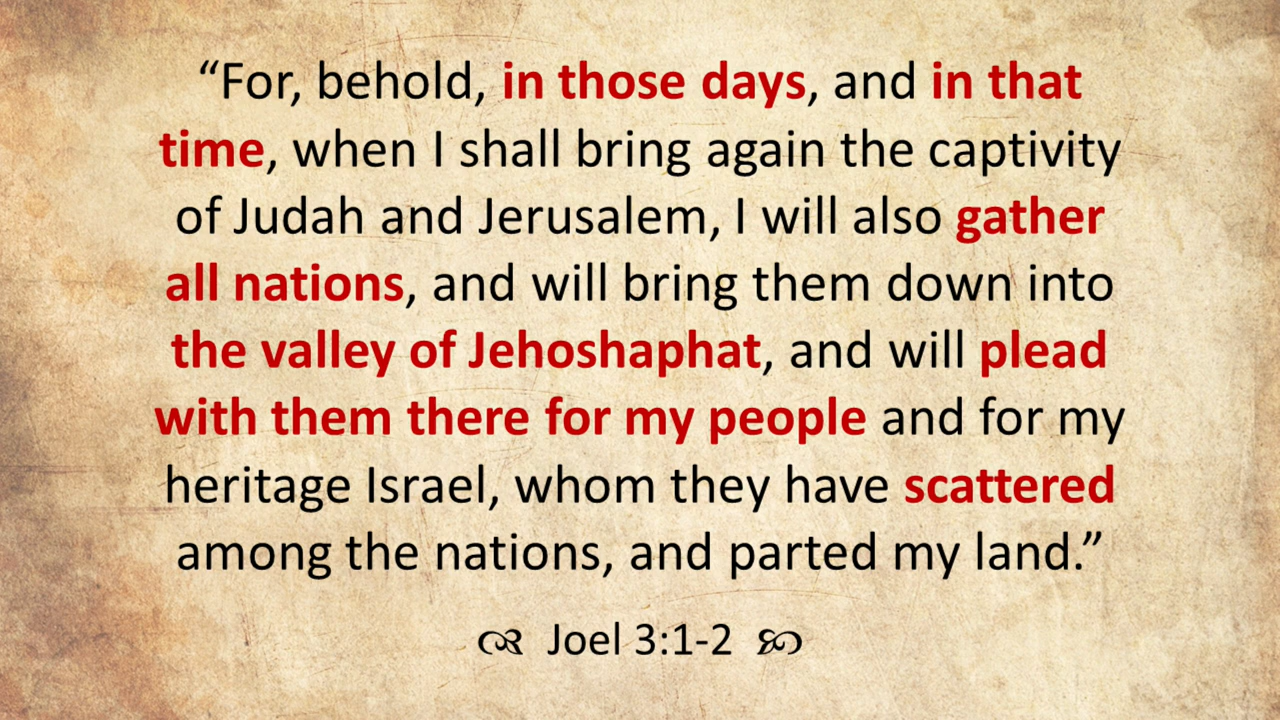 “For, behold, in those days, and in that
time, when I shall bring again the captivity
of Judah and Jerusalem, I will also gather
all nations, and will bring them down into
the valley of Jehoshaphat, and will plead
with them there for my people and for my
heritage Israel, whom they have scattered
among the nations, and parted my land.”
Joel 3:1-2